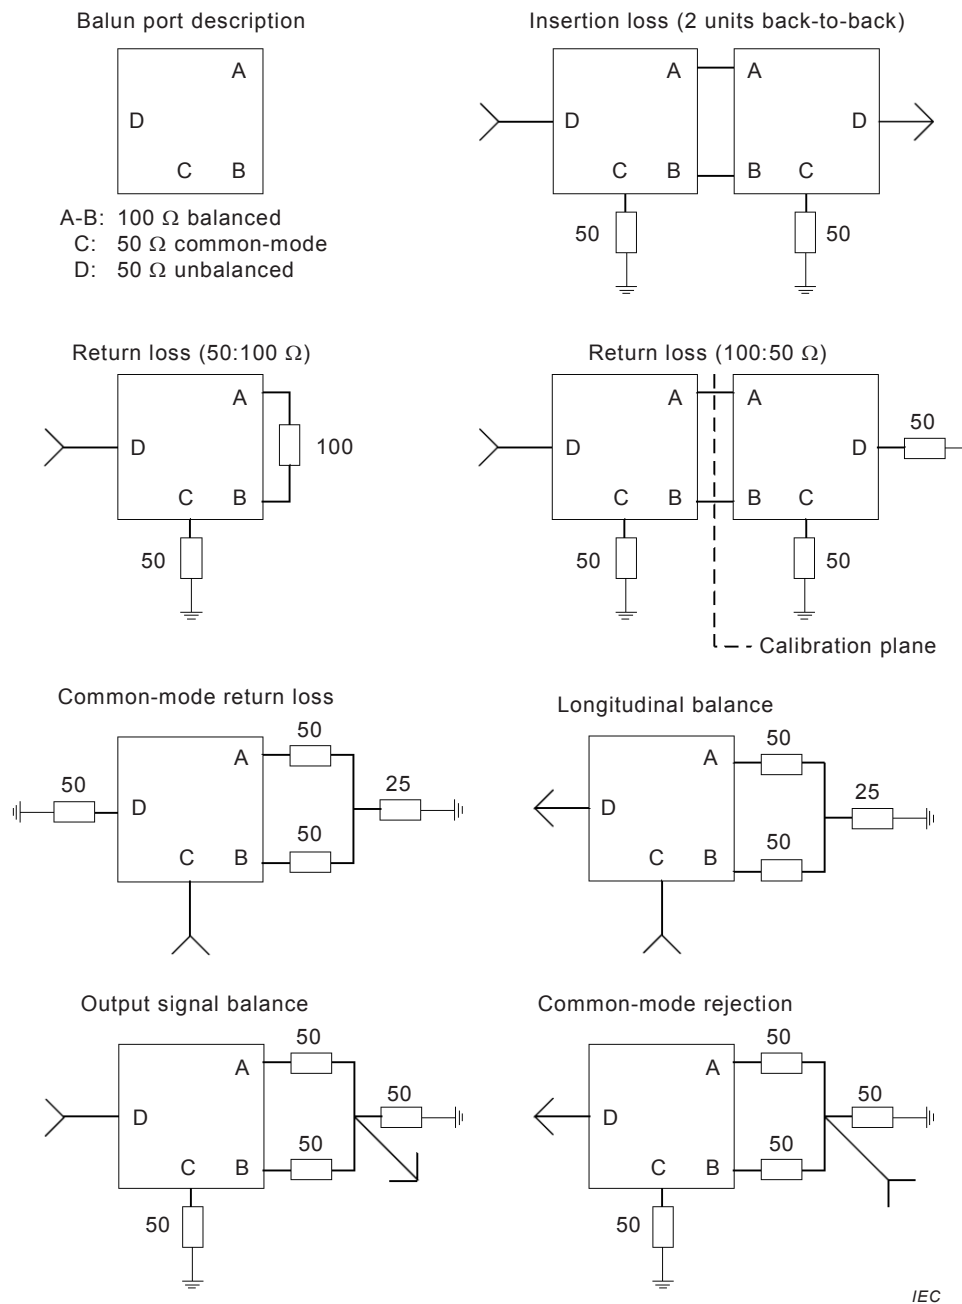 Balun port description
A
D
C B
A-B: 100 Ω balanced
C: 50 Ω common-mode
D: 50 Ω unbalanced
Insertion loss (2 units back-to-back)
A A
D D
C B B C
50 50
Return loss (50:100 Ω)
A
D 100
C B
50
Return loss (100:50 Ω)
A A 50
D D
C B B C
50 50
Calibration plane
Common-mode return loss
50
A
50 25
D
50
C B
Longitudinal balance
50
A
25
D
50
C B
Output signal balance
50
A
50
D
50
C B
50
Common-mode rejection
50
A
50
D
50
C B
50
IEC